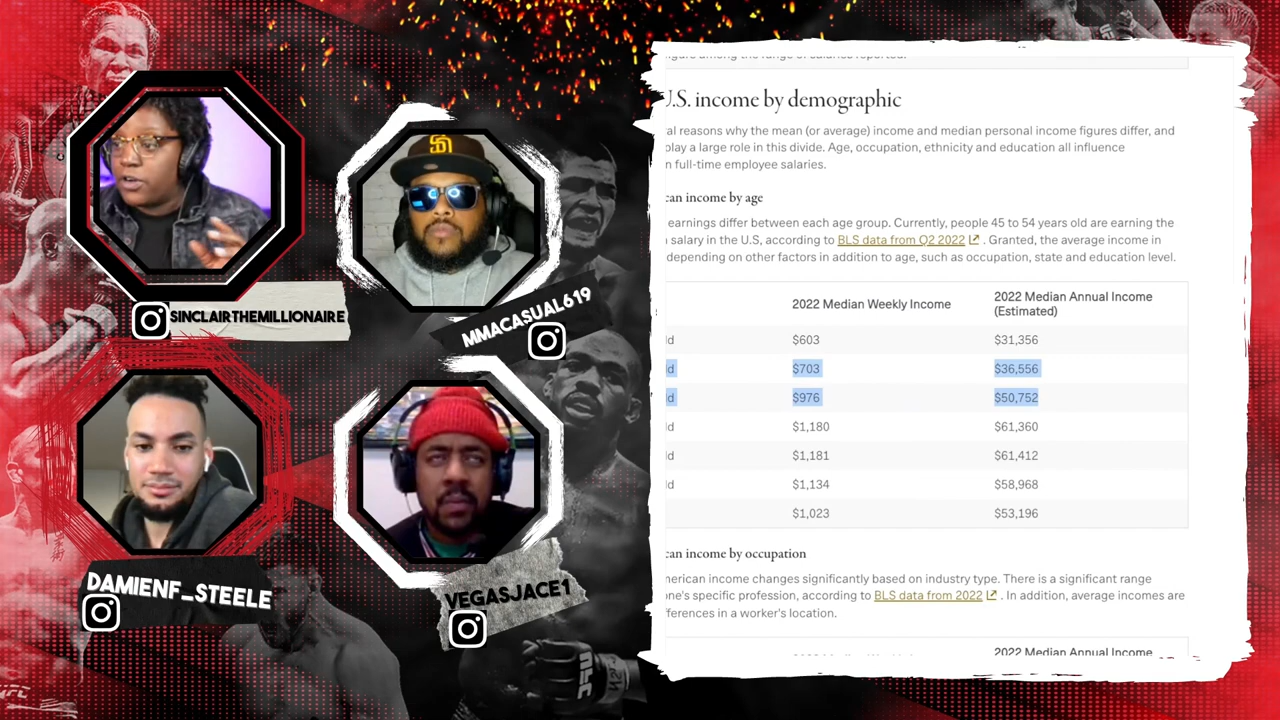 SINCLAIRTHEMILLIONAIRE
MMACASUAL619
DAMIENF_STEELE
VEGASJACE1
U.S. income by demographic
al reasons why the mean (or average) income and median personal income figures differ, and
play a large role in this divide. Age, occupation, ethnicity and education all influence
n full-time employee salaries.
can income by age
earnings differ between each age group. Currently, people 45 to 54 years old are earning the
salary in the U.S, according to BLS data from Q2 2022 . Granted, the average income in
depending on other factors in addition to age, such as occupation, state and education level.
2022 Median Weekly Income 2022 Median Annual Income
(Estimated)
ld $603 $31,356
ld $703 $36,556
ld $976 $50,752
ld $1,180 $61,360
ld $1,181 $61,412
ld $1,134 $58,968
$1,023 $53,196
can income by occupation
merican income changes significantly based on industry type. There is a significant range
one's specific profession, according to BLS data from 2022 . In addition, average incomes are
fferences in a worker's location.
2022 Median Annual Income